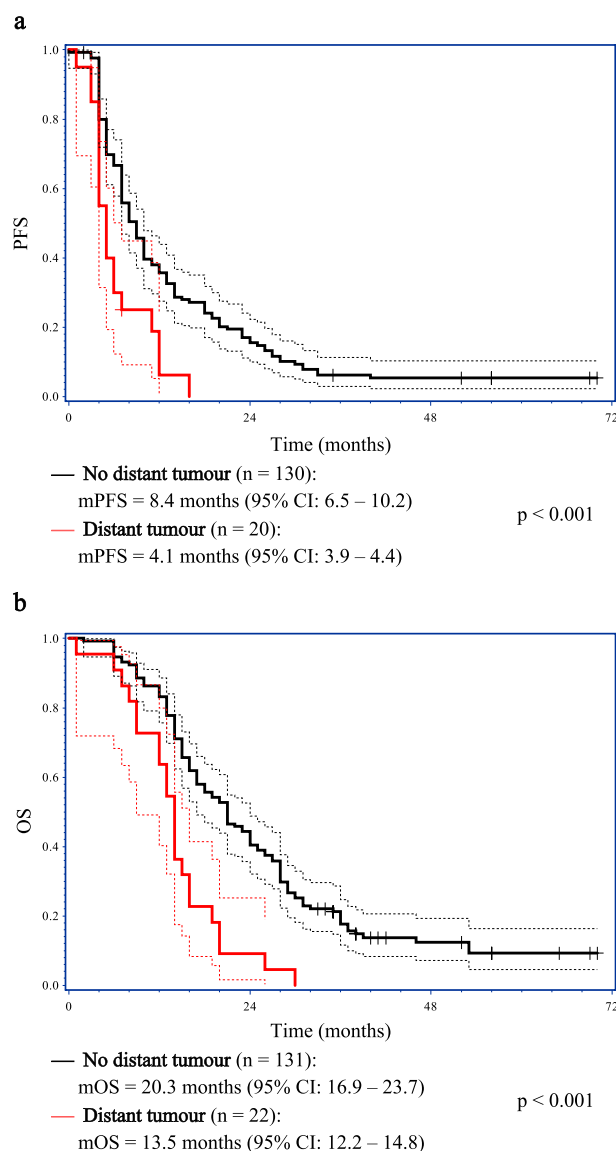 a
1.0
0.8
0.6
0.4
0.2
0.0
PFS
0 24 48 72
Time (months)
No distant tumour (n = 130):
mPFS = 8.4 months (95% CI: 6.5 – 10.2)
Distant tumour (n = 20):
mPFS = 4.1 months (95% CI: 3.9 – 4.4)
p < 0.001
b
1.0
0.8
0.6
0.4
0.2
0.0
OS
0 24 48 72
Time (months)
No distant tumour (n = 131):
mOS = 20.3 months (95% CI: 16.9 – 23.7)
Distant tumour (n = 22):
mOS = 13.5 months (95% CI: 12.2 – 14.8)
p < 0.001